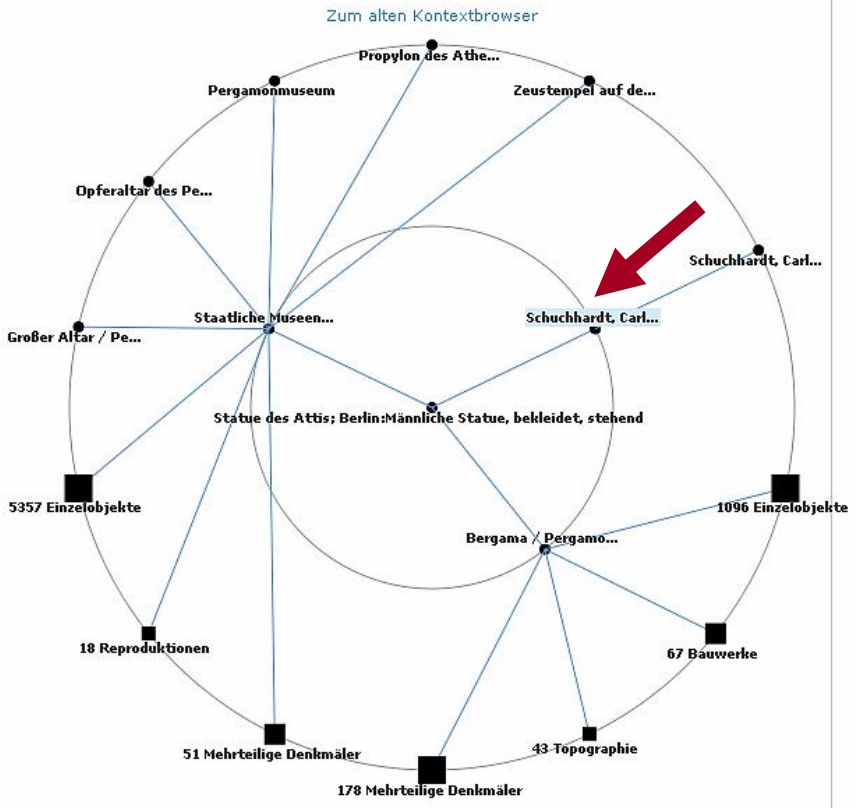 Zum alten Kontextbrowser
Propylon des Athe...
Pergamonmuseum
Zeustempel auf de...
Opferaltar des Pe...
Schuchhardt, Carl...
Staatliche Museen...
Schuchhardt, Carl...
Großer Altar / Pe...
Statue des Attis; Berlin:Männliche Statue, bekleidet, stehend
5357 Einzelobjekte
1096 Einzelobjekte
Bergama / Pergamo...
18 Reproduktionen
67 Bauwerke
43 Topographie
51 Mehrteilige Denkmäler
178 Mehrteilige Denkmäler